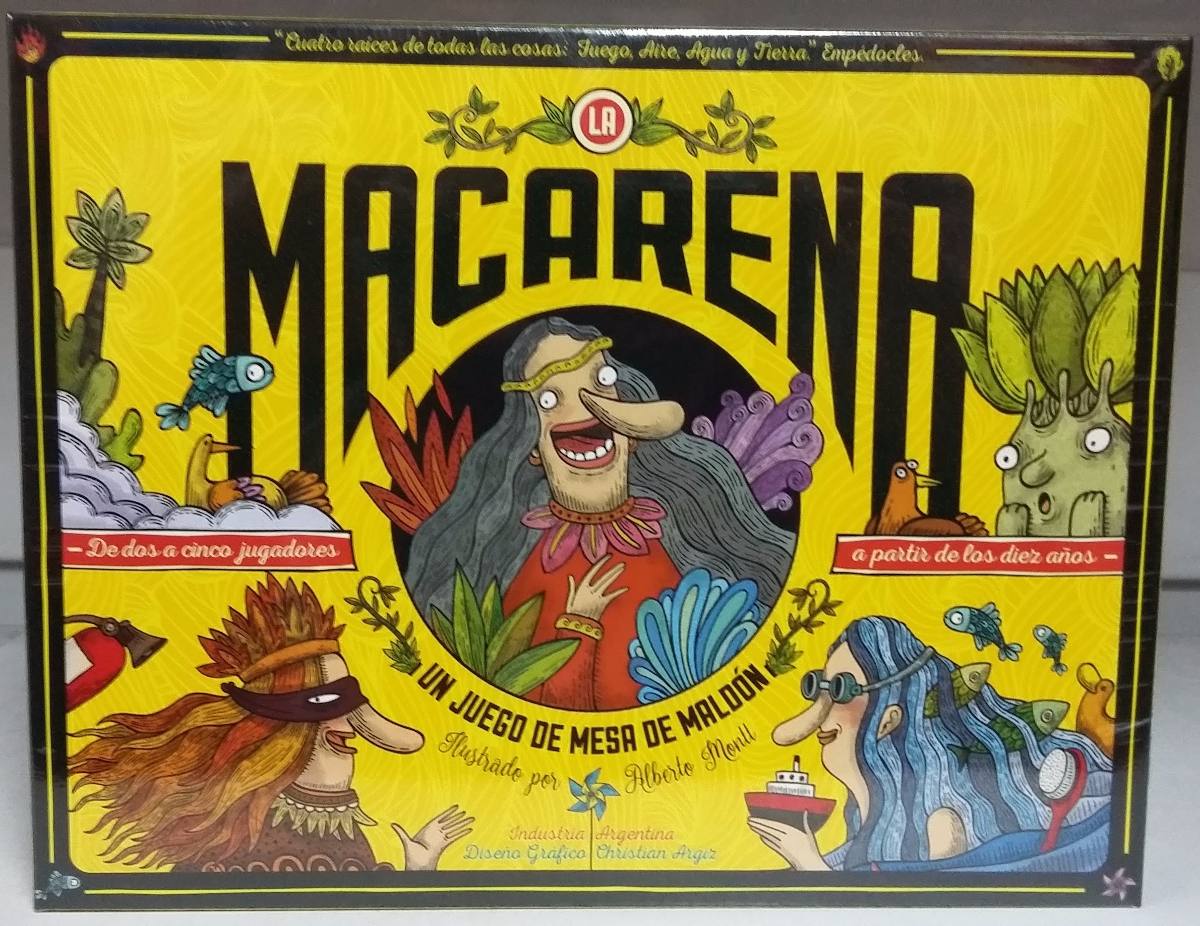 "Cuatro raíces de todas las cosas: Fuego, Aire, Agua y Tierra." Empédocles.
LA
MACARENA
- De dos a cinco jugadores
a partir de los diez años -
UN JUEGO DE MESA DE MALDÓN
Ilustrado por Alberto Montt
Industria Argentina
Diseño Gráfico Christian Argiz